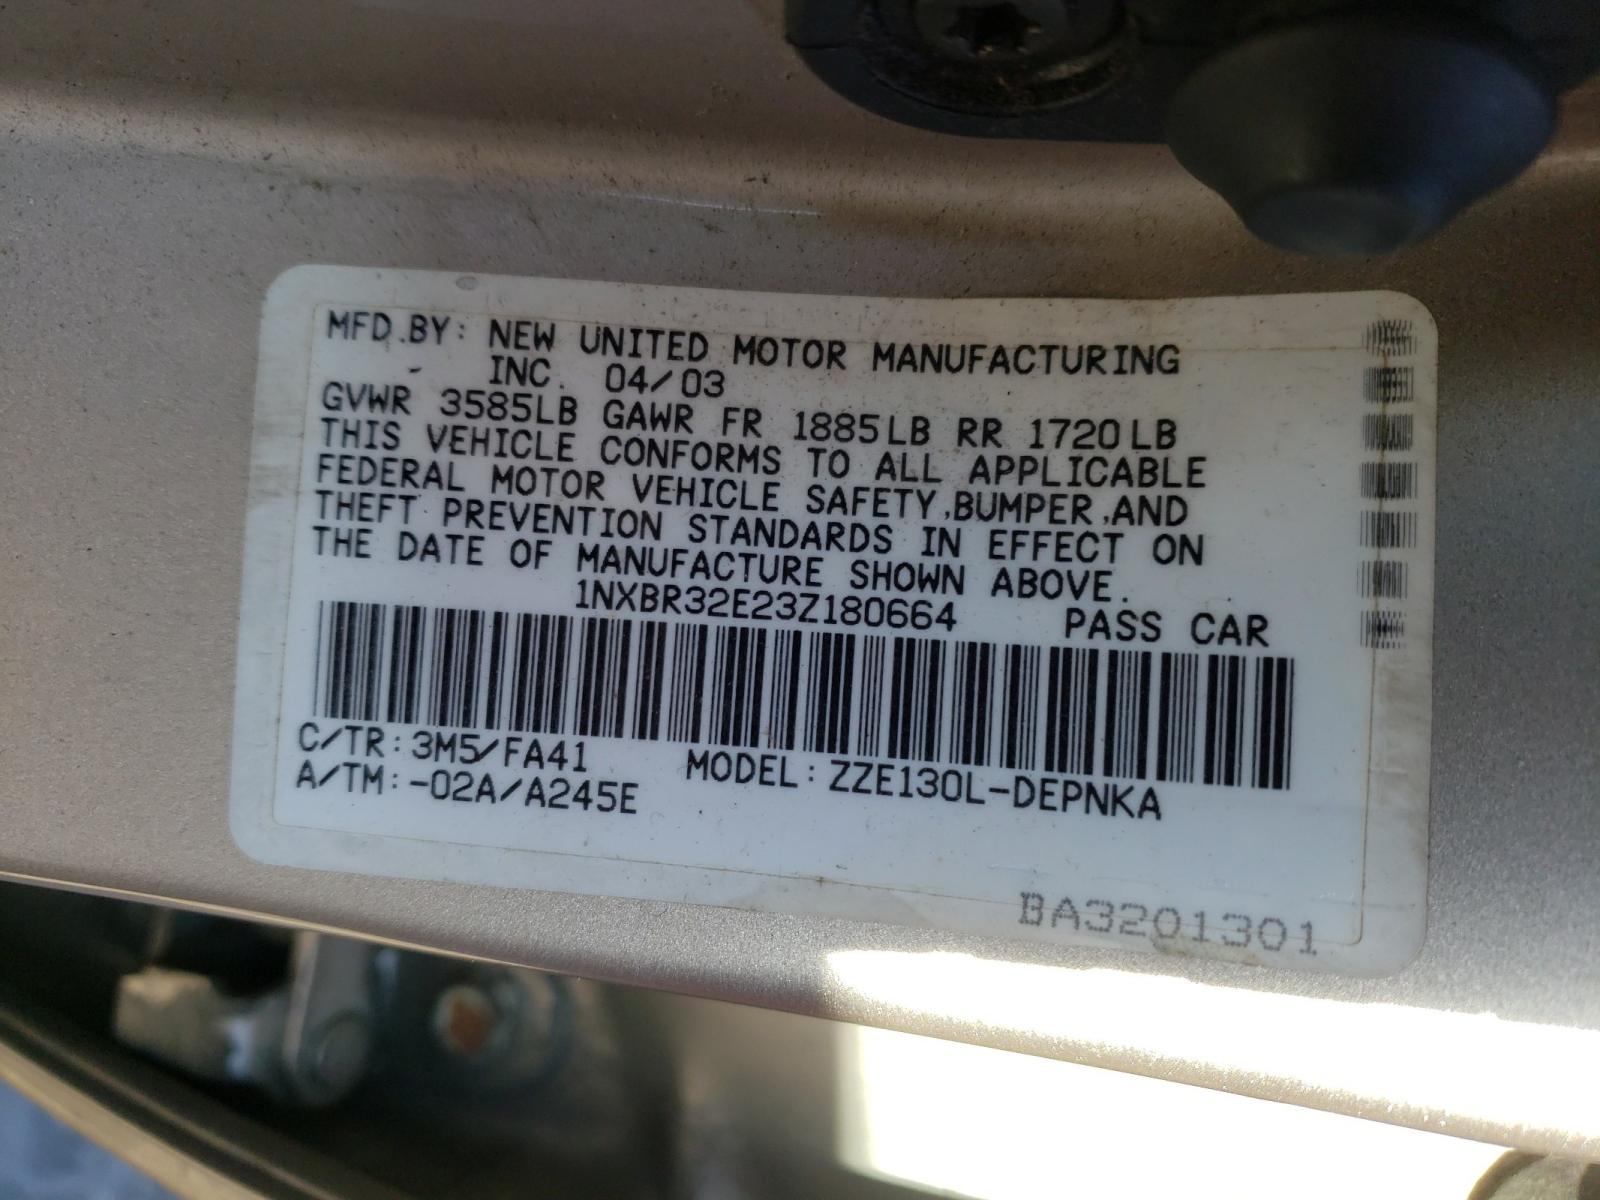 MFD.BY: NEW UNITED MOTOR MANUFACTURING
INC. 04/03
GVWR 3585LB GAWR FR 1885LB RR 1720LB
THIS VEHICLE CONFORMS TO ALL APPLICABLE
FEDERAL MOTOR VEHICLE SAFETY,BUMPER,AND
THEFT PREVENTION STANDARDS IN EFFECT ON
THE DATE OF MANUFACTURE SHOWN ABOVE.
1NXBR32E23Z180664 PASS CAR
C/TR:3M5/FA41 MODEL:ZZE130L-DEPNKA
A/TM:-02A/A245E
BA3201301